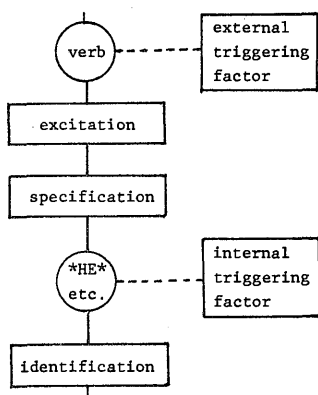 verb
external
triggering
factor
excitation
specification
*HE*
etc.
internal
triggering
factor
identification